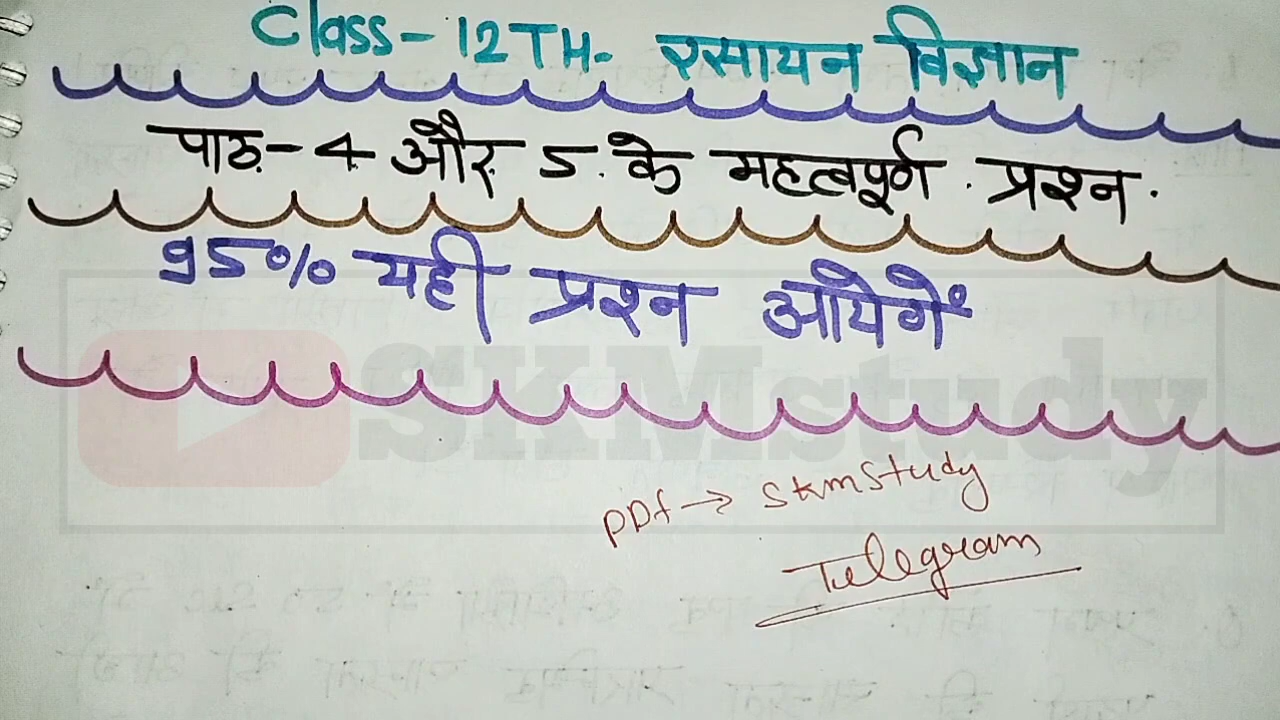 Class-12TH- रसायन विज्ञान
पाठ-4 और 5. के महत्वपूर्ण . प्रश्न.
95% यही प्रश्न आयेगें
SKMstudy
PDf → SkmStudy
Telegram